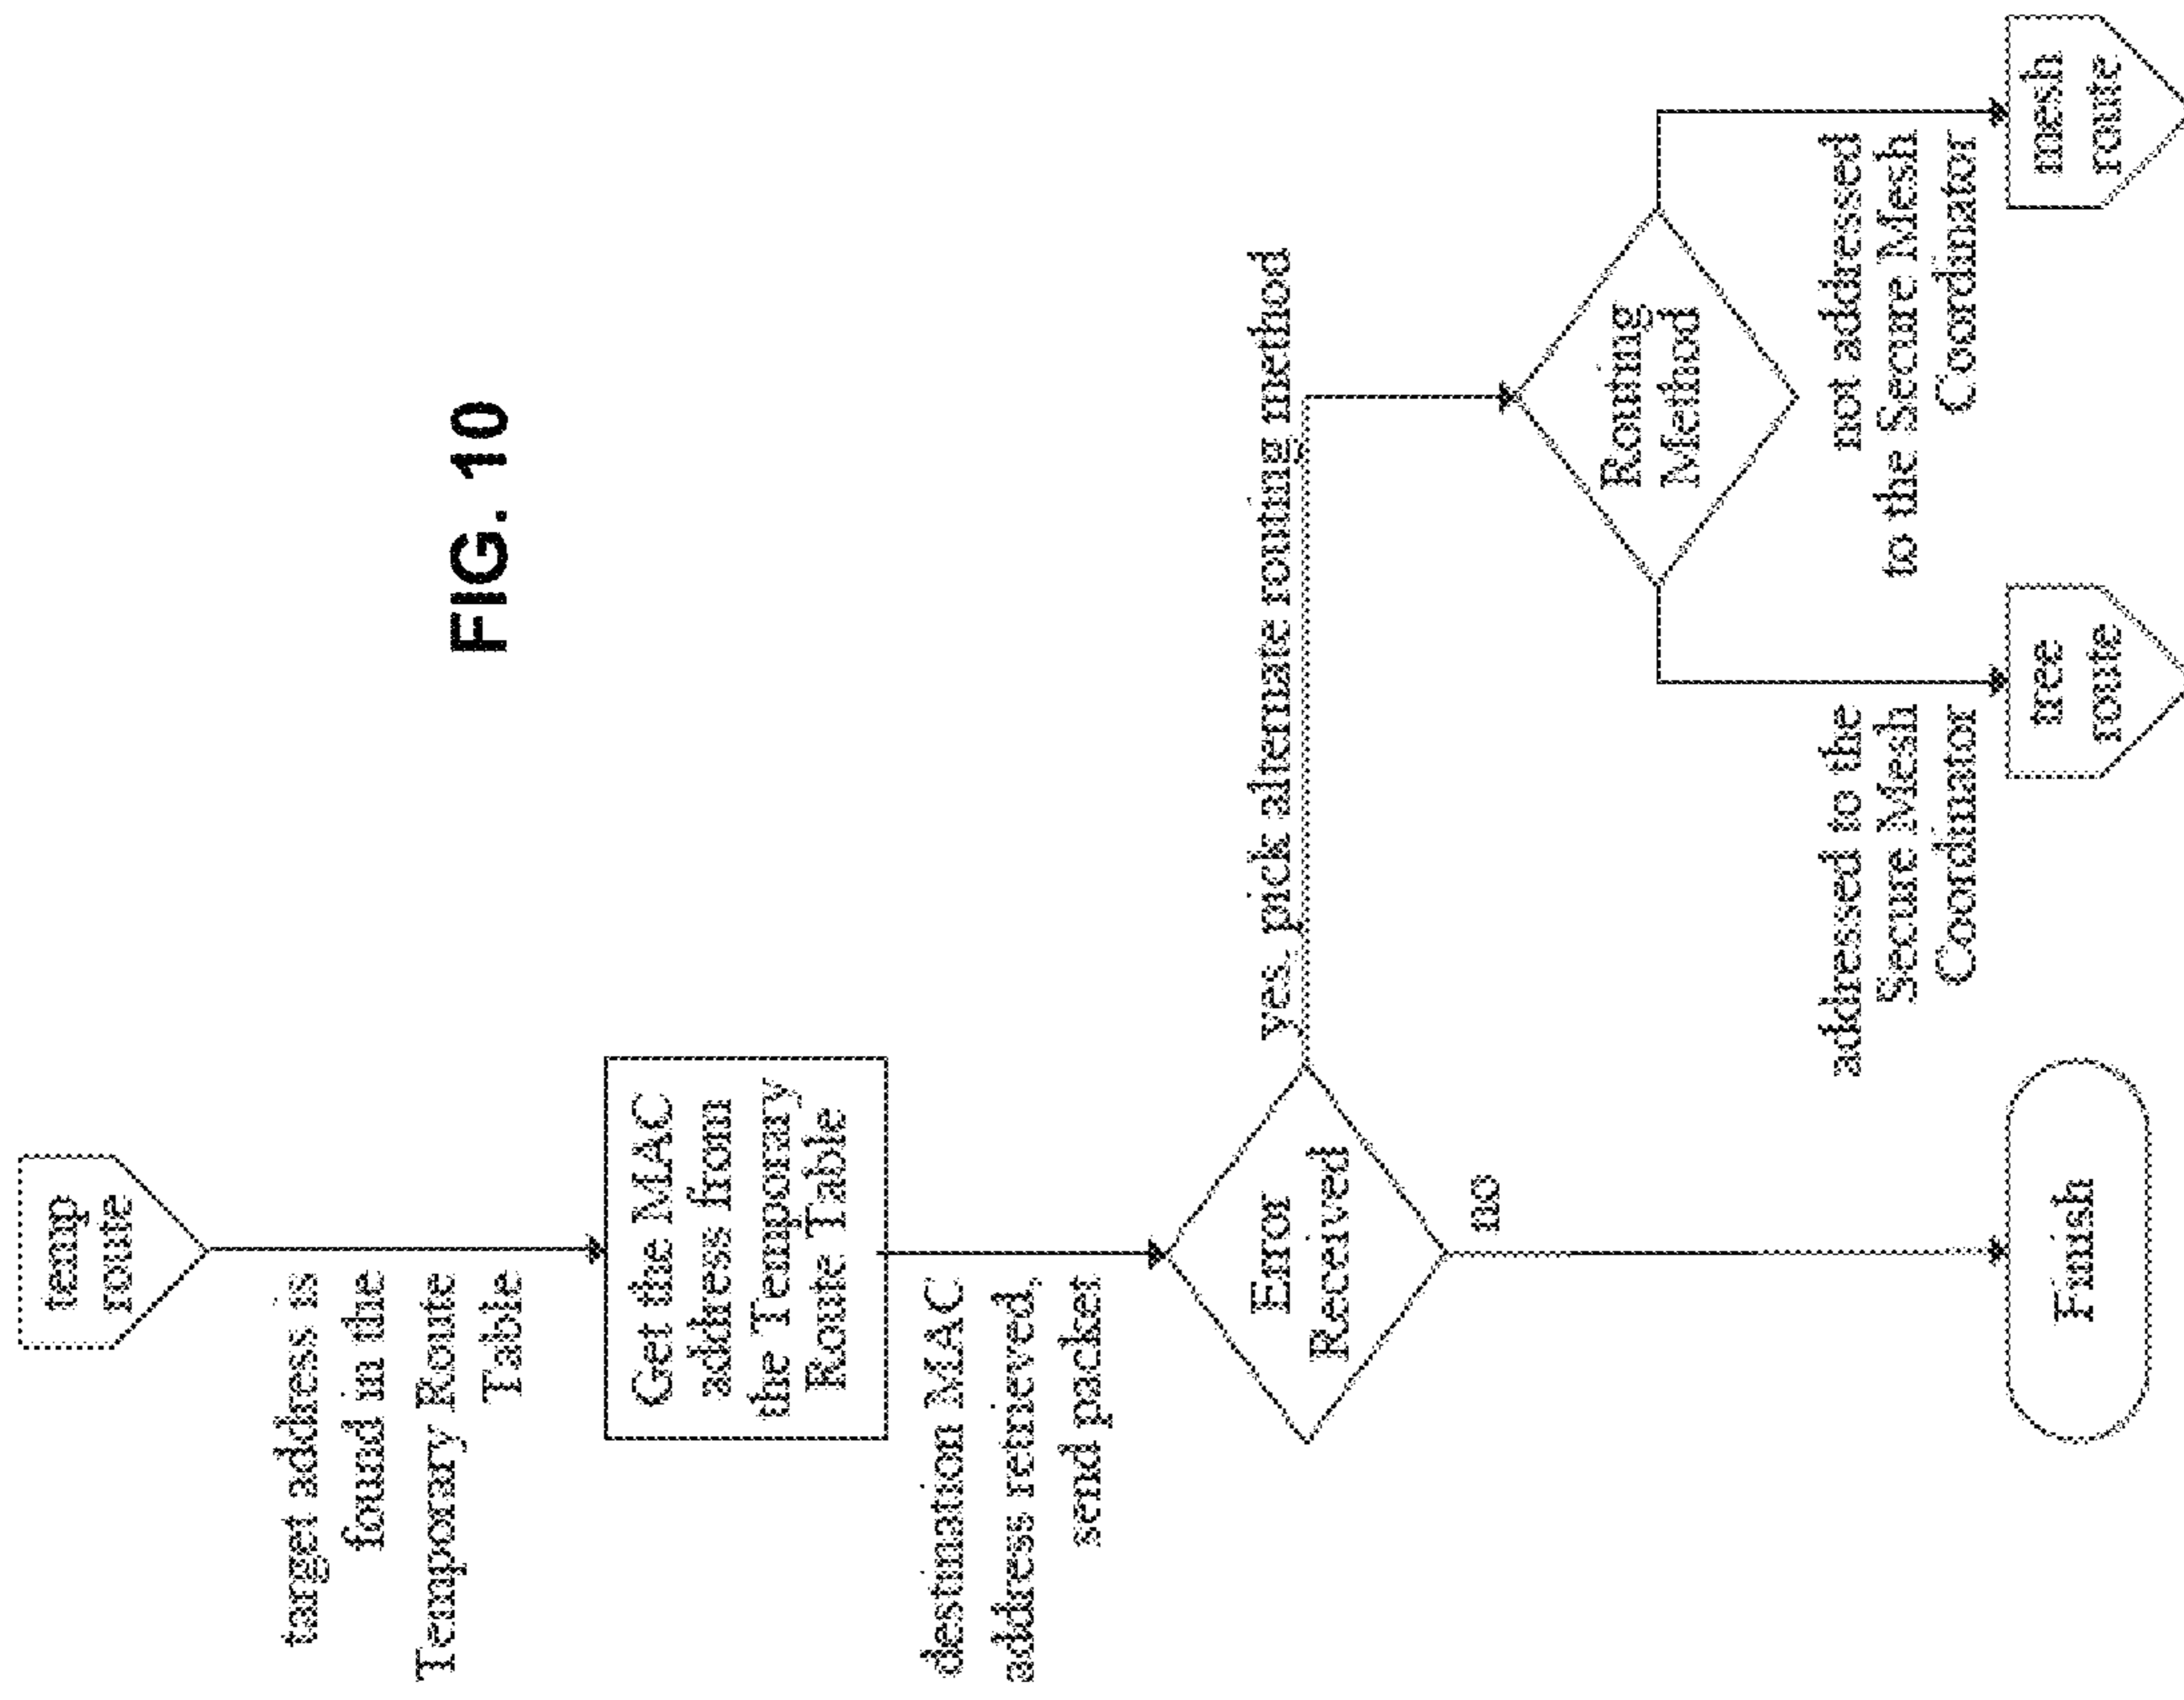 FIG. 10
temp
route
target address is
found in the
Temporary Route
Table
Get the MAC
address from
the Temporary
Route Table
destination MAC
address retrieved,
send packet
Error
Received
yes, pick alternate routing method
no
Routing
Method
addressed to the
Secure Mesh
Coordinator
not addressed
to the Secure Mesh
Coordinator
Finish
tree
route
mesh
route